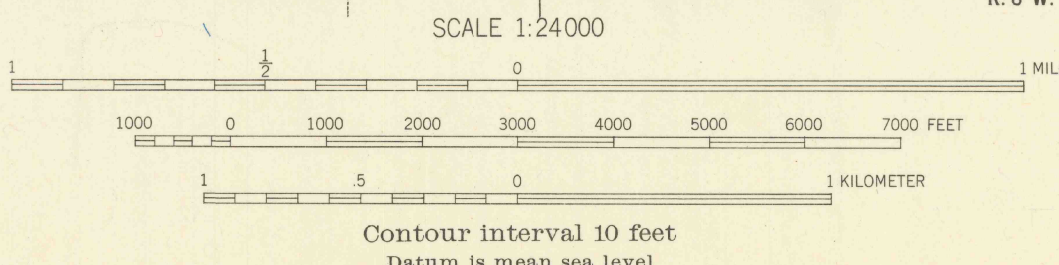 R. 8 W.
SCALE 1:24000
1 1/2 0 1 MIL
1000 0 1000 2000 3000 4000 5000 6000 7000 FEET
1 .5 0 1 KILOMETER
Contour interval 10 feet
Datum is mean sea level